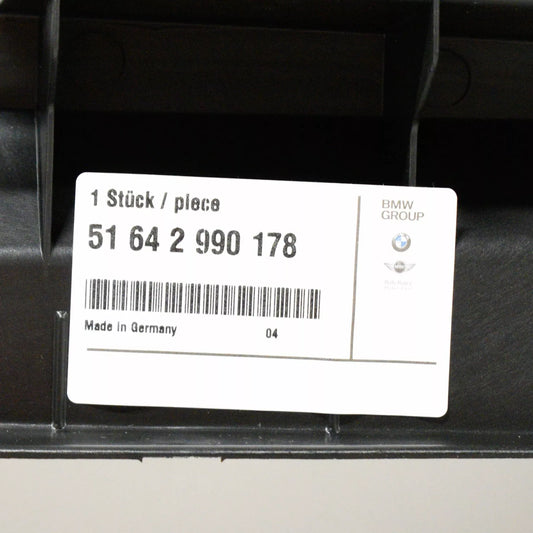 1 Stück / piece
51 64 2 990 178
Made in Germany 04
BMW
GROUP